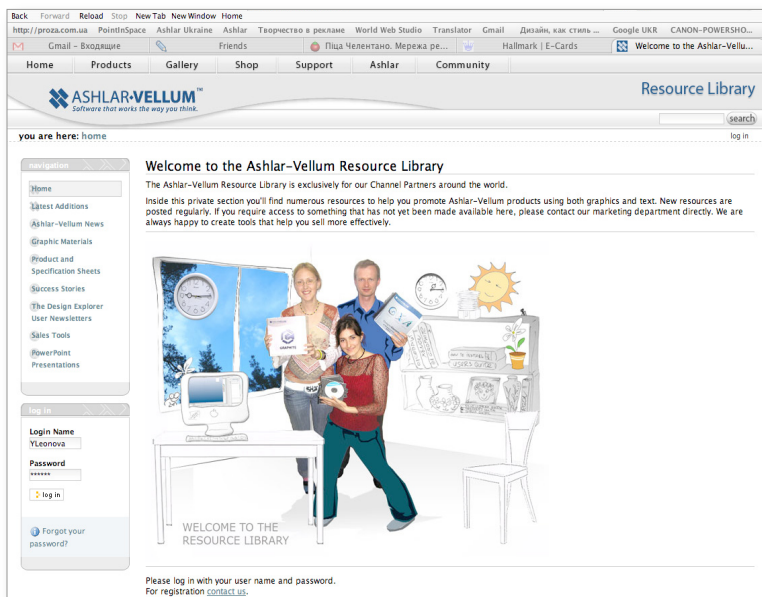 Back Forward Reload Stop New Tab New Window Home
http://proza.com.ua PointInSpace Ashlar Ukraine Ashlar Творчество в рекламе World Web Studio Translator Gmail Дизайн, как стиль ... Google UKR CANON-POWERSHO...
Gmail – Входящие Friends Піца Челентано. Мережа ре... Hallmark | E-Cards Welcome to the Ashlar-Vellu...
Home Products Gallery Shop Support Ashlar Community
Resource Library
ASHLAR·VELLUM™
Software that works the way you think.
search
you are here: home
log in
navigation
Home
Latest Additions
Ashlar-Vellum News
Graphic Materials
Product and
Specification Sheets
Success Stories
The Design Explorer
User Newsletters
Sales Tools
PowerPoint
Presentations
log in
Login Name
YLeonova
Password
******
log in
Forgot your
password?
Welcome to the Ashlar-Vellum Resource Library
The Ashlar-Vellum Resource Library is exclusively for our Channel Partners around the world.
Inside this private section you'll find numerous resources to help you promote Ashlar-Vellum products using both graphics and text. New resources are
posted regularly. If you require access to something that has not yet been made available here, please contact our marketing department directly. We are
always happy to create tools that help you sell more effectively.
GRAPHITE
USERS GUIDE
WELCOME TO THE
RESOURCE LIBRARY
Please log in with your user name and password.
For registration contact us.